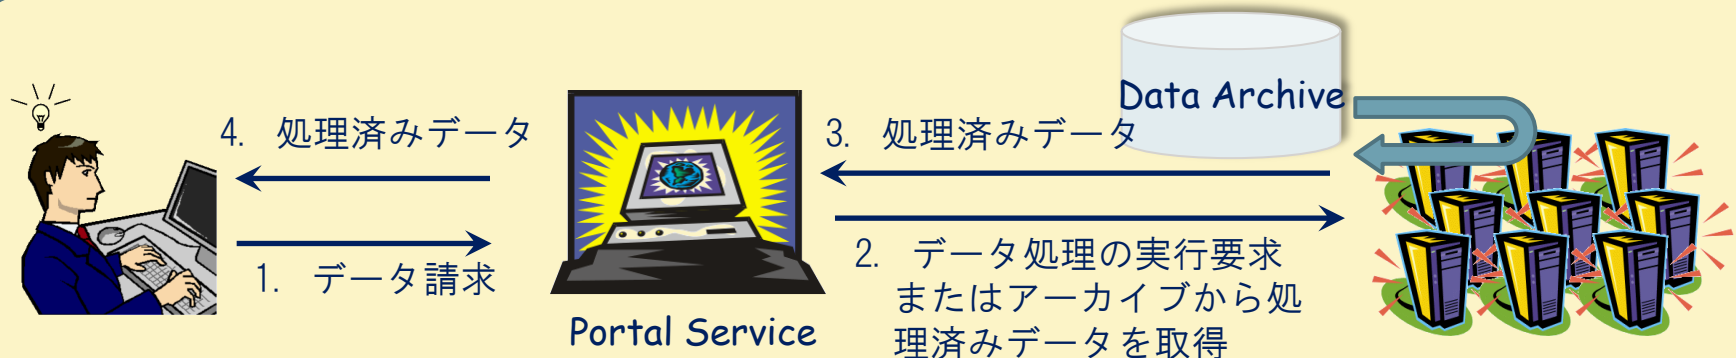 Data Archive
4. 処理済みデータ
3. 処理済みデータ
1. データ請求
2. データ処理の実行要求
またはアーカイブから処
理済みデータを取得
Portal Service